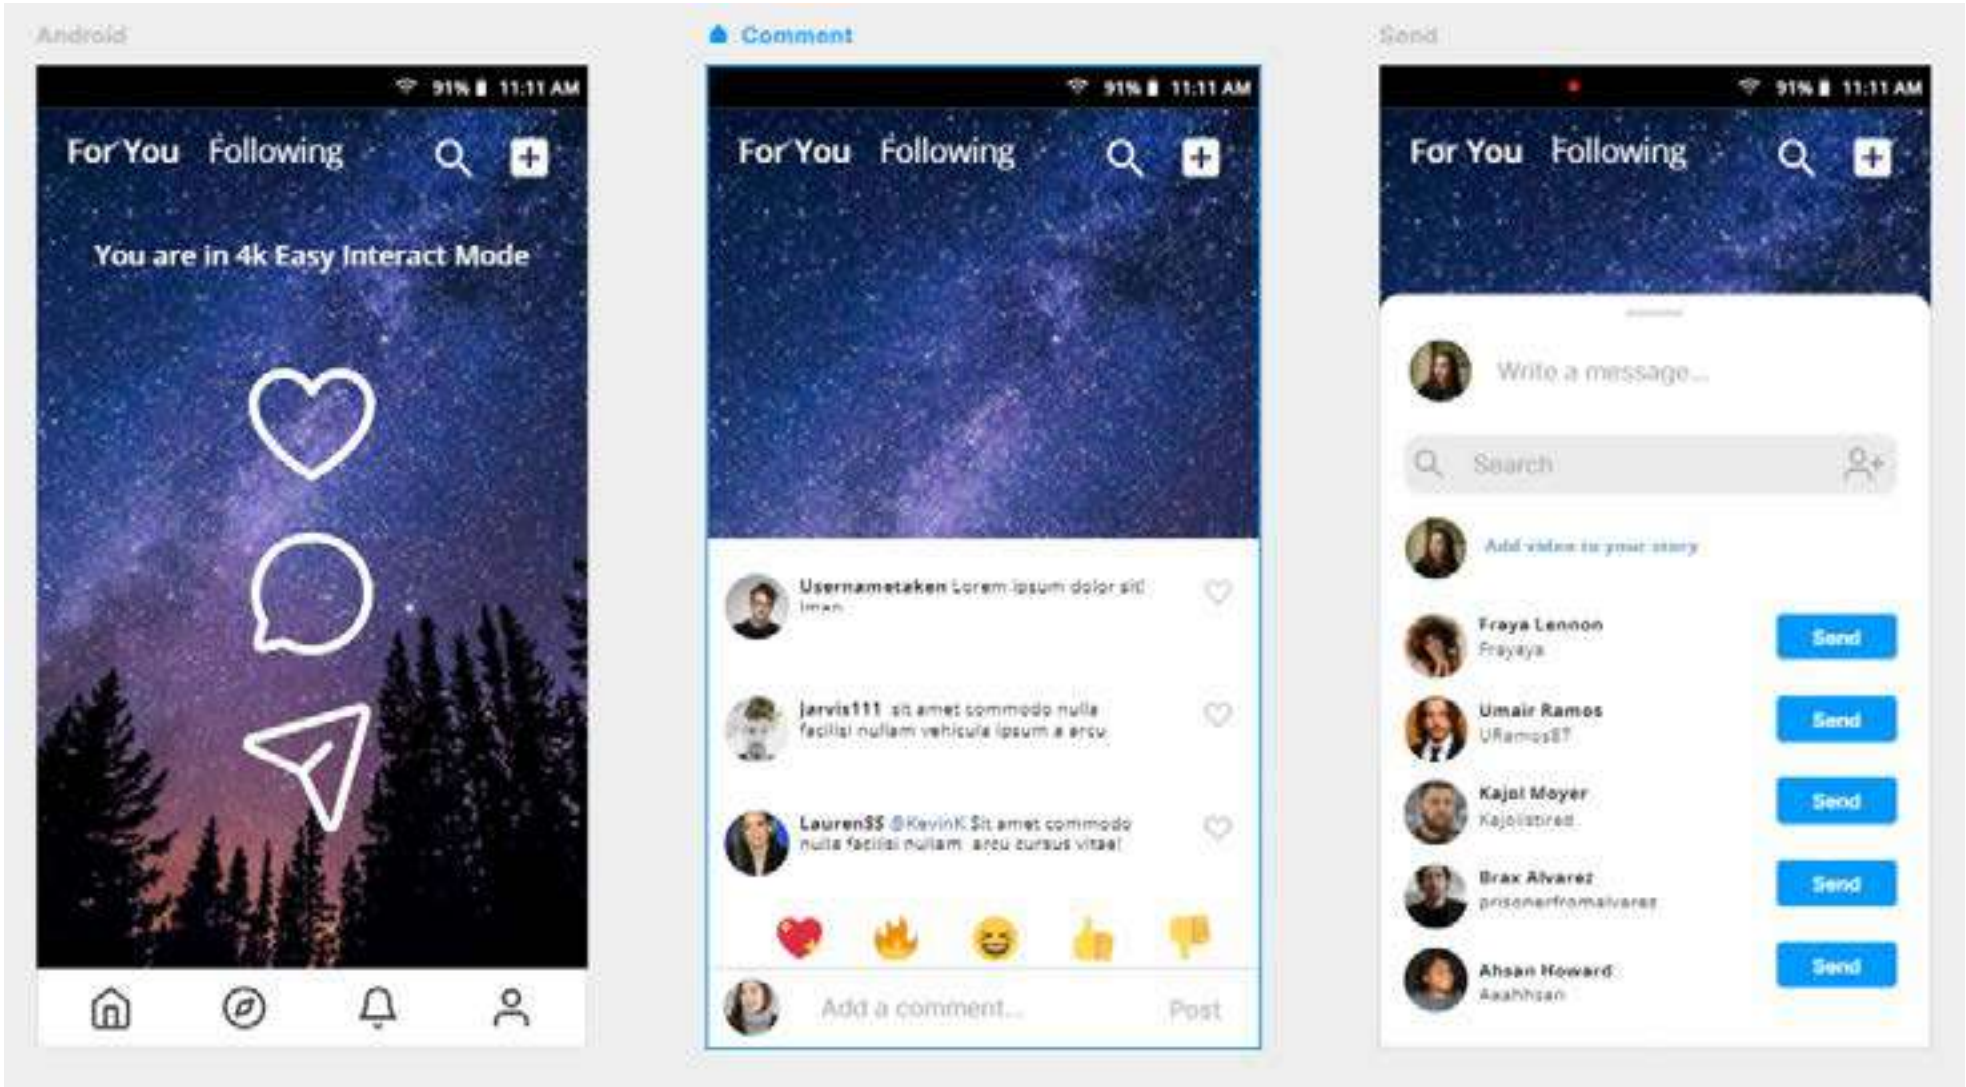 Android
91% 11:11 AM
For You Following
You are in 4k Easy Interact Mode
Comment
91% 11:11 AM
For You Following
Usernametaken Lorem ipsum dolor sit!
Jarvis111 sit amet commodo nulla
facilisi nullam vehicula ipsum a arcu
Lauren$$ @KevinK Sit amet commodo
nulla facilisi nullam arcu cursus vitae!
Add a comment...
Post
Send
91% 11:11 AM
For You Following
Write a message...
Search
Add video to your story
Fraya Lennon
Frayaya
Send
Umair Ramos
URamos87
Send
Kajol Moyer
Kajolistired
Send
Brax Alvarez
prisonerfromalvarez
Send
Ahsan Howard
Aaahhsan
Send